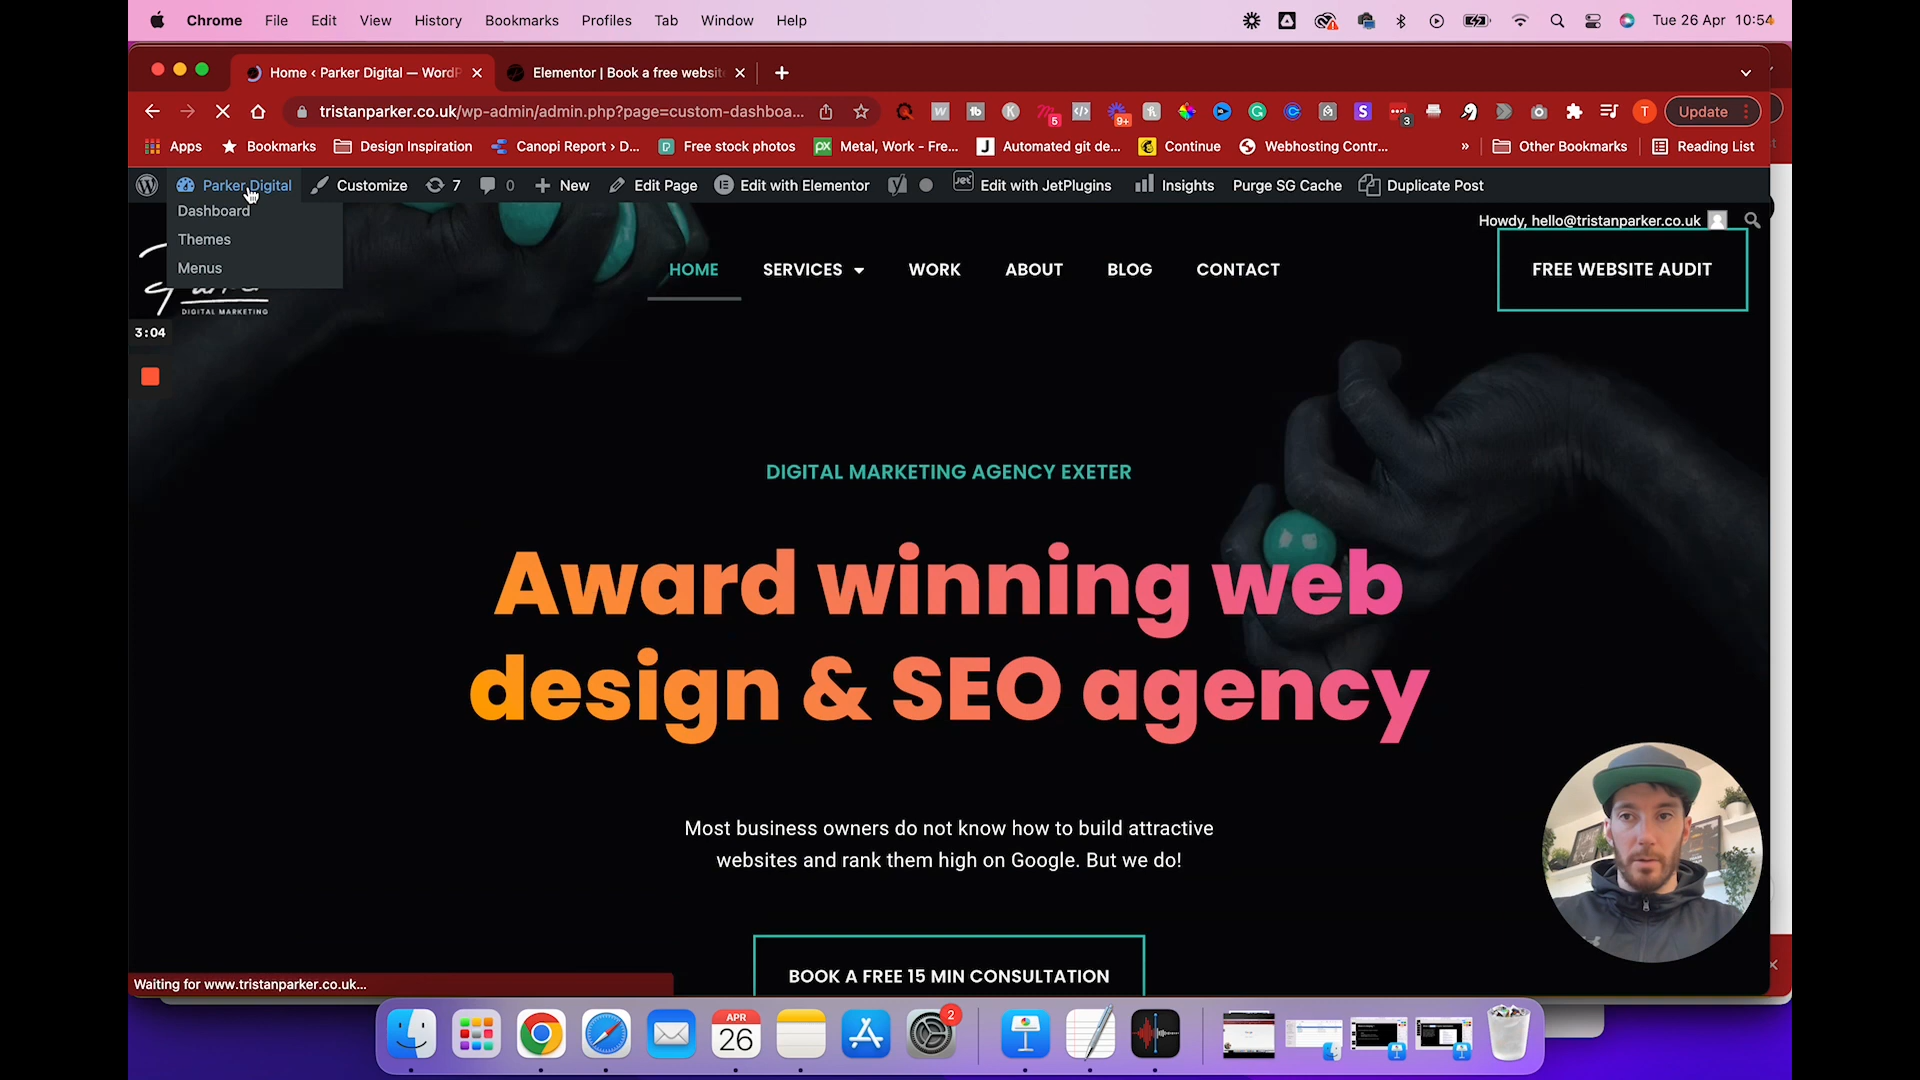 Chrome File Edit View History Bookmarks Profiles Tab Window Help Tue 26 Apr 10:54
Home ‹ Parker Digital — WordP Elementor | Book a free websit
tristanparker.co.uk/wp-admin/admin.php?page=custom-dashboa... 5 9+ 3 T Update
Apps Bookmarks Design Inspiration Canopi Report › D... Free stock photos px Metal, Work - Fre... J Automated git de... Continue Webhosting Contr... » Other Bookmarks Reading List
Parker Digital Customize 7 0 New Edit Page Edit with Elementor Edit with JetPlugins Insights Purge SG Cache Duplicate Post
Dashboard
Themes
Menus
Howdy, hello@tristanparker.co.uk
DIGITAL MARKETING
HOME SERVICES WORK ABOUT BLOG CONTACT FREE WEBSITE AUDIT
3:04
DIGITAL MARKETING AGENCY EXETER
Award winning web
design & SEO agency
Most business owners do not know how to build attractive
websites and rank them high on Google. But we do!
BOOK A FREE 15 MIN CONSULTATION
Waiting for www.tristanparker.co.uk...
APR
26
2